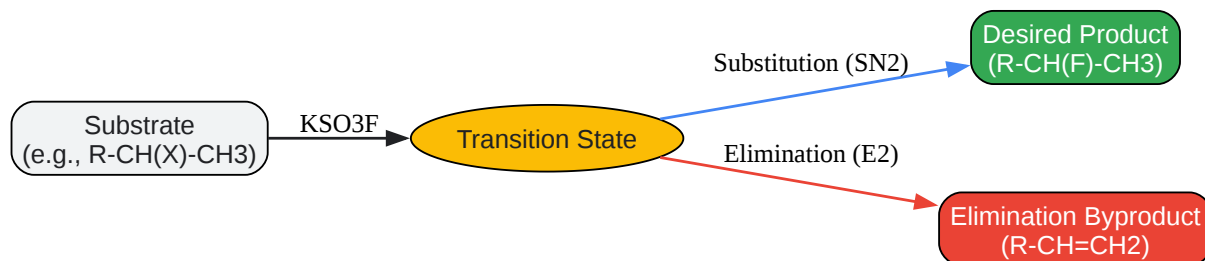 Substrate
(e.g., R-CH(X)-CH3)
KSO3F
Transition State
Substitution (SN2)
Desired Product
(R-CH(F)-CH3)
Elimination (E2)
Elimination Byproduct
(R-CH=CH2)